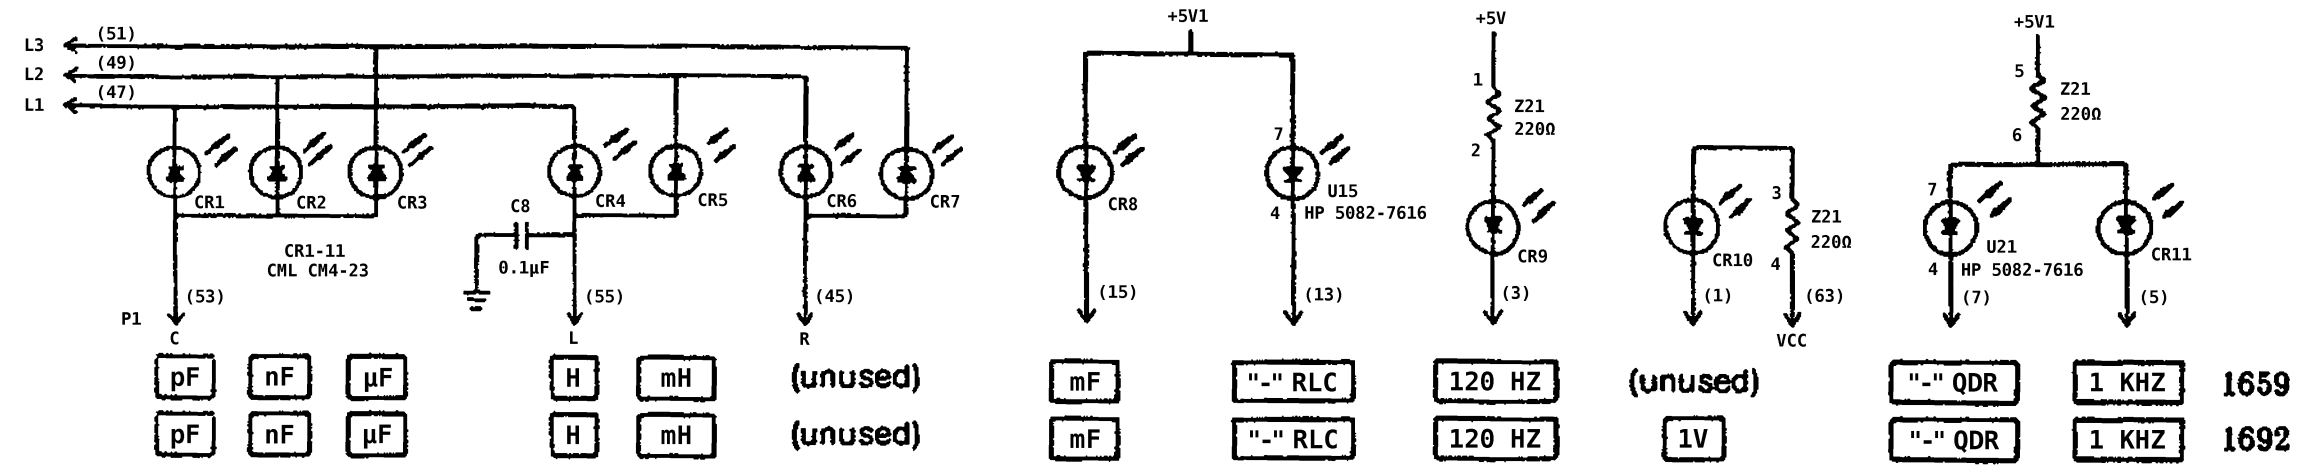 +5V1 +5V +5V1
L3 (51)
L2 (49)
L1 (47)
1 Z21 220Ω 2
5 Z21 220Ω 6
7 U15 4 HP 5082-7616
3 Z21 220Ω 4
7 U21 4 HP 5082-7616
CR1 CR2 CR3 CR4 CR5 CR6 CR7 CR8 CR9 CR10 CR11
C8
0.1µF
CR1-11
CML CM4-23
P1 (53) (55) (45) (15) (13) (3) (1) (63) (7) (5)
C L R VCC
pF nF µF H mH (unused) mF "-" RLC 120 HZ (unused) "-" QDR 1 KHZ 1659
pF nF µF H mH (unused) mF "-" RLC 120 HZ 1V "-" QDR 1 KHZ 1692